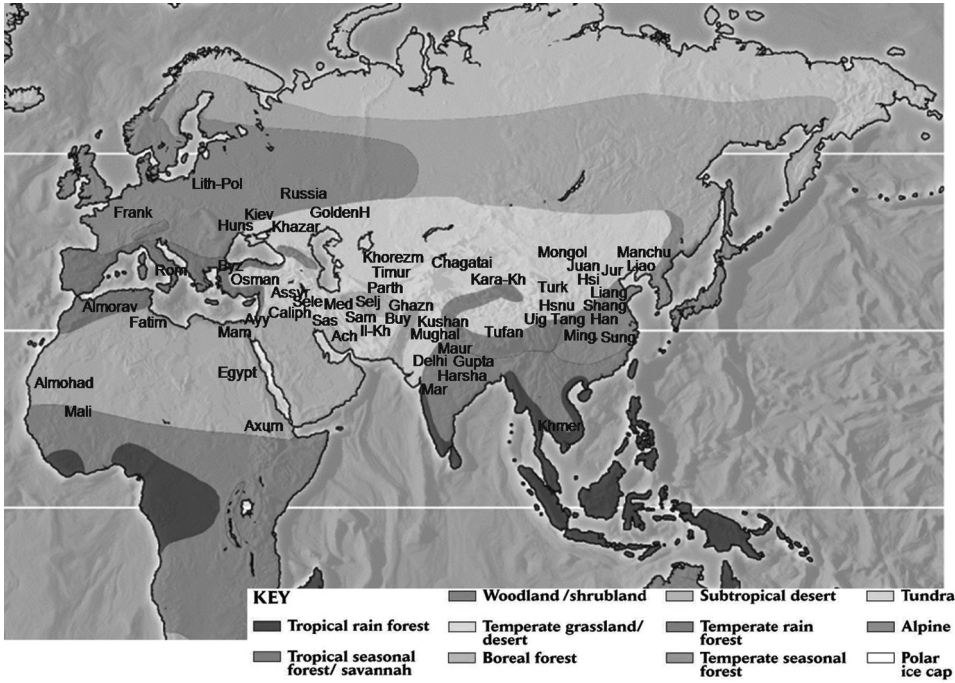 Lith-Pol
Russia
Frank
Kiev
GoldenH
Huns
Khazar
Rom
Byz
Osman
Khorezm
Timur
Chagatai
Kara-Kh
Mongol
Manchu
Juan
Jur
Liao
Hsi
Turk
Liang
Assyr
Parth
Sele
Med
Selj
Ghazn
Hsnu
Shang
Almorav
Fatim
Ayy
Caliph
Sas
Sam
Buy
Kushan
Uig
Tang
Han
Mam
Ach
Il-Kh
Mughal
Tufan
Ming
Sung
Maur
Egypt
Delhi
Gupta
Harsha
Almohad
Mar
Mali
Axum
Khmer
KEY
Tropical rain forest
Tropical seasonal
forest/ savannah
Woodland /shrubland
Temperate grassland/
desert
Boreal forest
Subtropical desert
Temperate rain
forest
Temperate seasonal
forest
Tundra
Alpine
Polar
ice cap